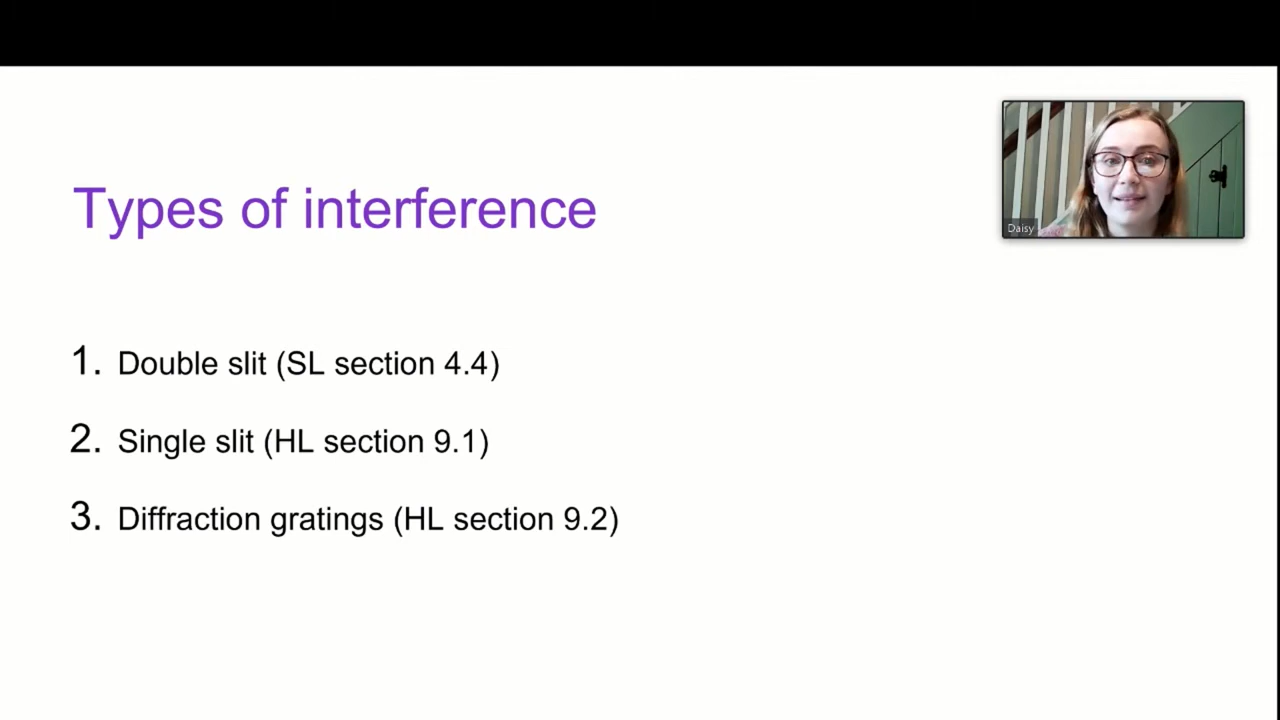 Types of interference
Daisy
1. Double slit (SL section 4.4)
2. Single slit (HL section 9.1)
3. Diffraction gratings (HL section 9.2)